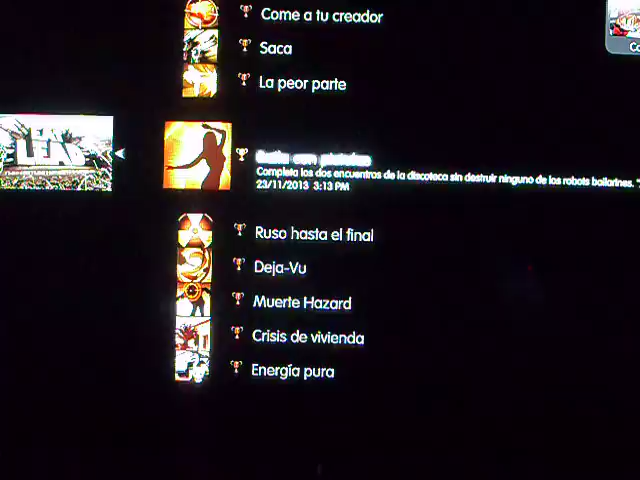 Come a tu creador
Saca
La peor parte
LEAD
Completa los dos encuentros de la discoteca sin destruir ninguno de los robots bailarines.
23/11/2013 3:13 PM
Ruso hasta el final
Deja-Vu
Muerte Hazard
Crisis de vivienda
Energía pura